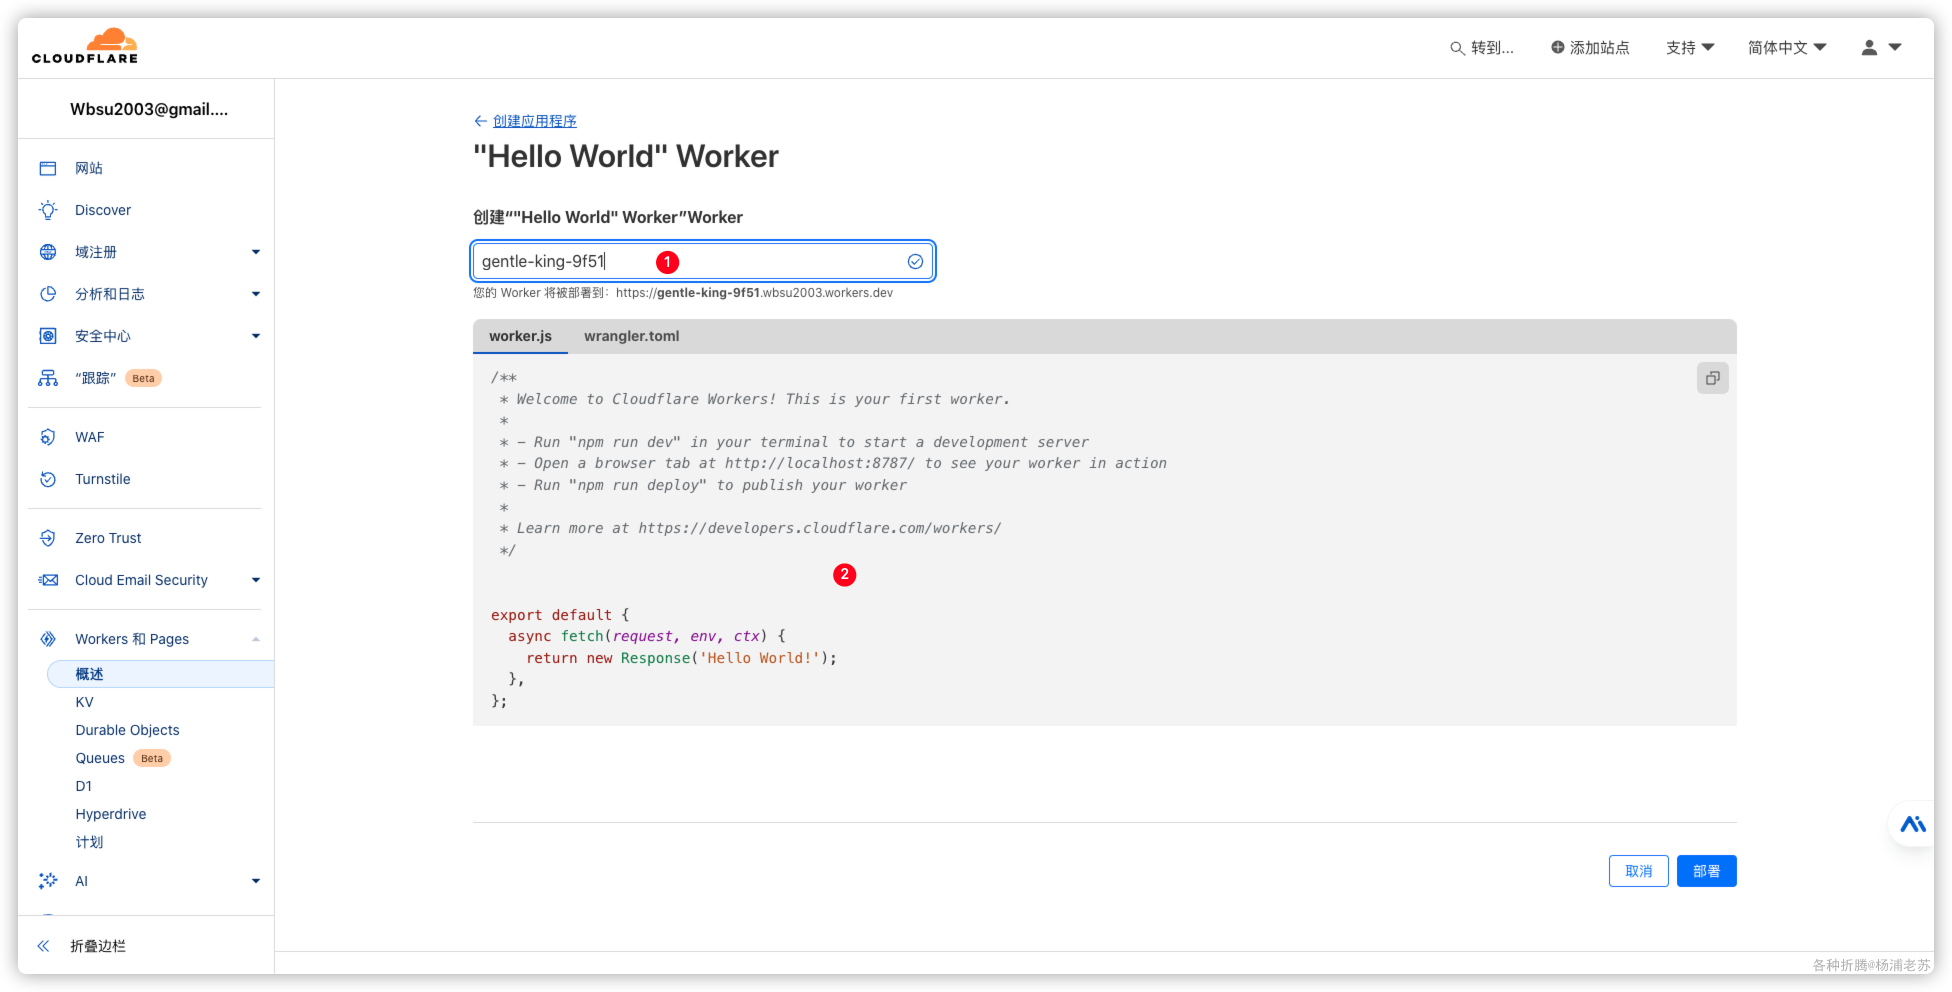 CLOUDFLARE
转到...
添加站点
支持
简体中文
Wbsu2003@gmail....
网站
Discover
域注册
分析和日志
安全中心
“跟踪” Beta
WAF
Turnstile
Zero Trust
Cloud Email Security
Workers 和 Pages
概述
KV
Durable Objects
Queues Beta
D1
Hyperdrive
计划
AI
折叠边栏
← 创建应用程序
"Hello World" Worker
创建“"Hello World" Worker”Worker
gentle-king-9f51
1
您的 Worker 将被部署到：https://gentle-king-9f51.wbsu2003.workers.dev
worker.js wrangler.toml
/**
* Welcome to Cloudflare Workers! This is your first worker.
*
* - Run "npm run dev" in your terminal to start a development server
* - Open a browser tab at http://localhost:8787/ to see your worker in action
* - Run "npm run deploy" to publish your worker
*
* Learn more at https://developers.cloudflare.com/workers/
*/
2
export default {
async fetch(request, env, ctx) {
return new Response('Hello World!');
},
};
取消
部署
各种折腾@杨浦老苏